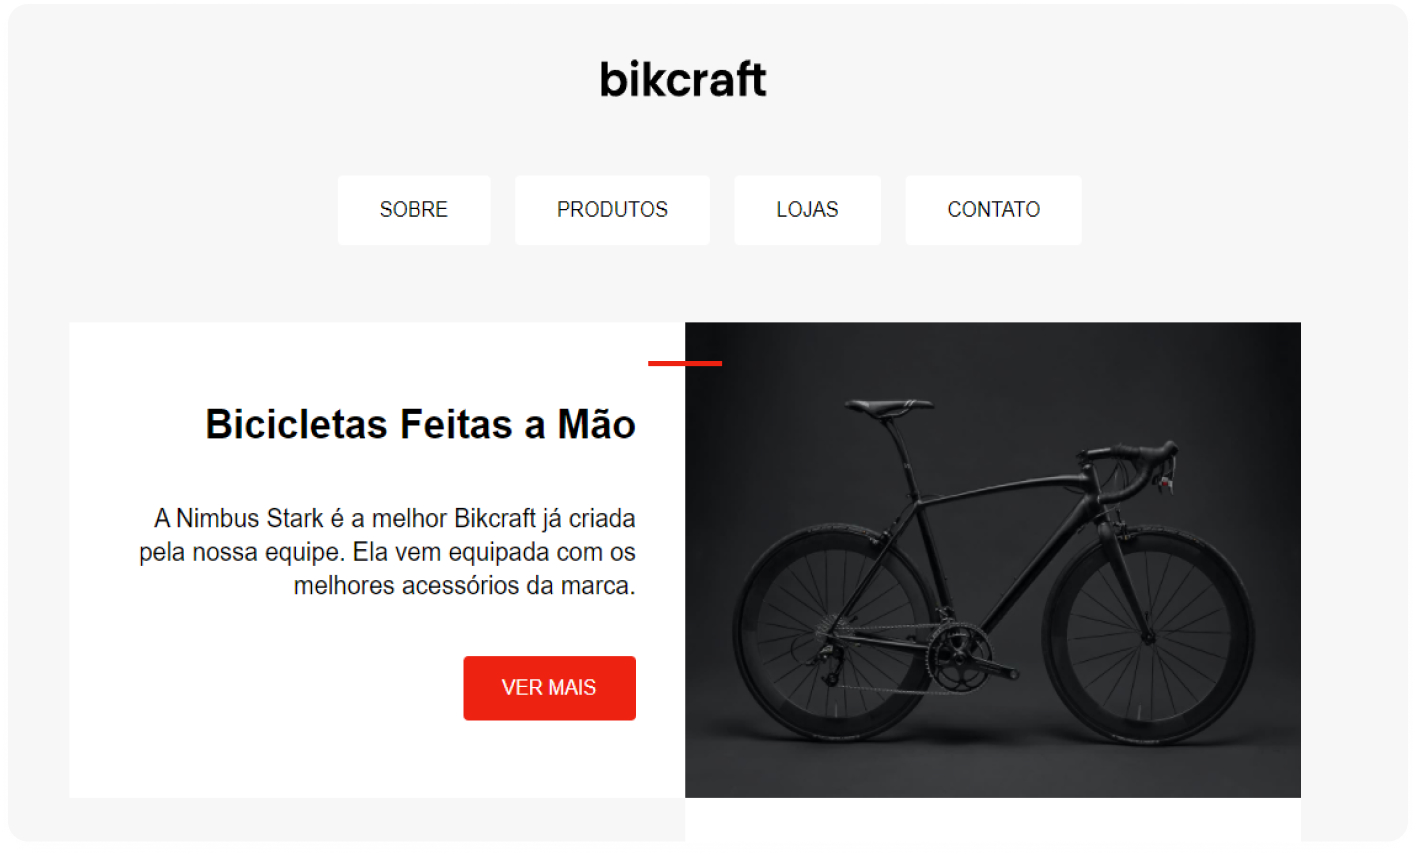 bikcraft
SOBRE PRODUTOS LOJAS CONTATO
Bicicletas Feitas a Mão
A Nimbus Stark é a melhor Bikcraft já criada
pela nossa equipe. Ela vem equipada com os
melhores acessórios da marca.
VER MAIS